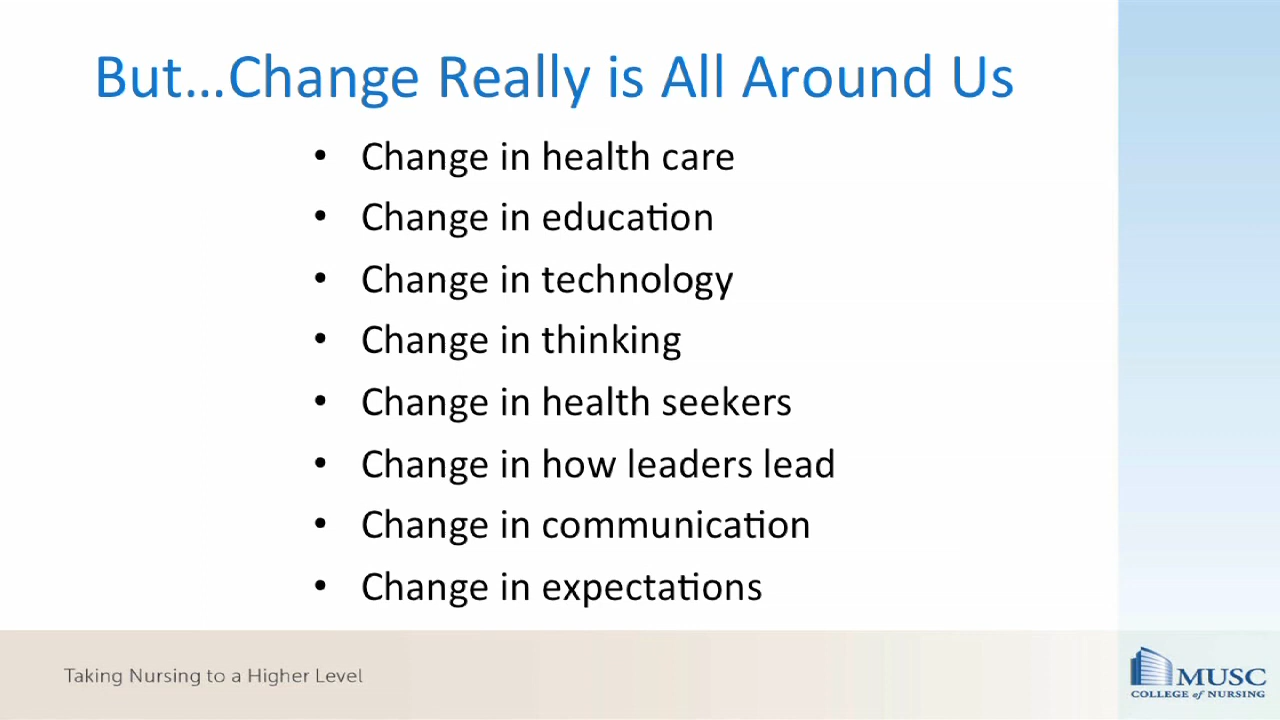 But...Change Really is All Around Us
• Change in health care
• Change in education
• Change in technology
• Change in thinking
• Change in health seekers
• Change in how leaders lead
• Change in communication
• Change in expectations
Taking Nursing to a Higher Level
MUSC
COLLEGE of NURSING